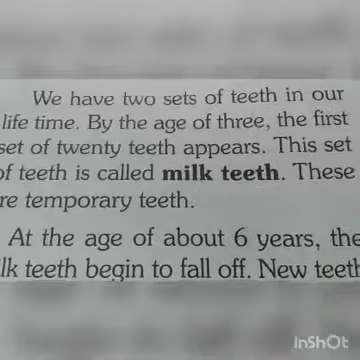 We have two sets of teeth in our
life time. By the age of three, the first
set of twenty teeth appears. This set
of teeth is called milk teeth. These
re temporary teeth.
At the age of about 6 years, the
lk teeth begin to fall off. New teeth
InShOt